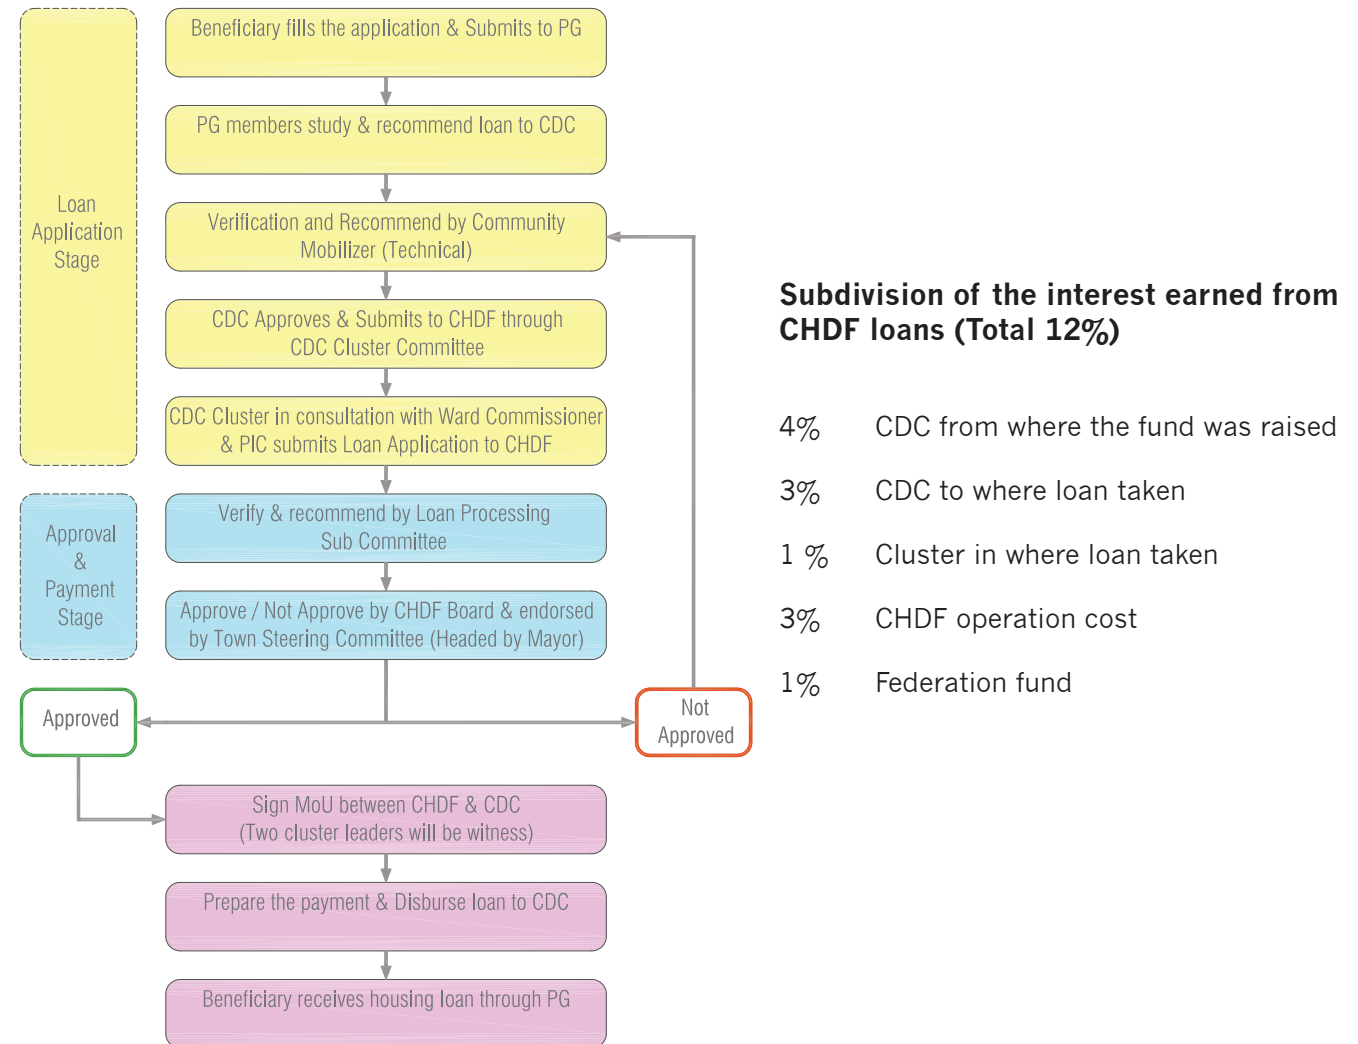 Beneficiary fills the application & Submits to PG
PG members study & recommend loan to CDC
Loan
Application
Stage
Verification and Recommend by Community
Mobilizer (Technical)
CDC Approves & Submits to CHDF through
CDC Cluster Committee
CDC Cluster in consultation with Ward Commissioner
& PIC submits Loan Application to CHDF
Approval
&
Payment
Stage
Verify & recommend by Loan Processing
Sub Committee
Approve / Not Approve by CHDF Board & endorsed
by Town Steering Committee (Headed by Mayor)
Approved
Not
Approved
Sign MoU between CHDF & CDC
(Two cluster leaders will be witness)
Prepare the payment & Disburse loan to CDC
Beneficiary receives housing loan through PG
Subdivision of the interest earned from
CHDF loans (Total 12%)
4% CDC from where the fund was raised
3% CDC to where loan taken
1 % Cluster in where loan taken
3% CHDF operation cost
1% Federation fund